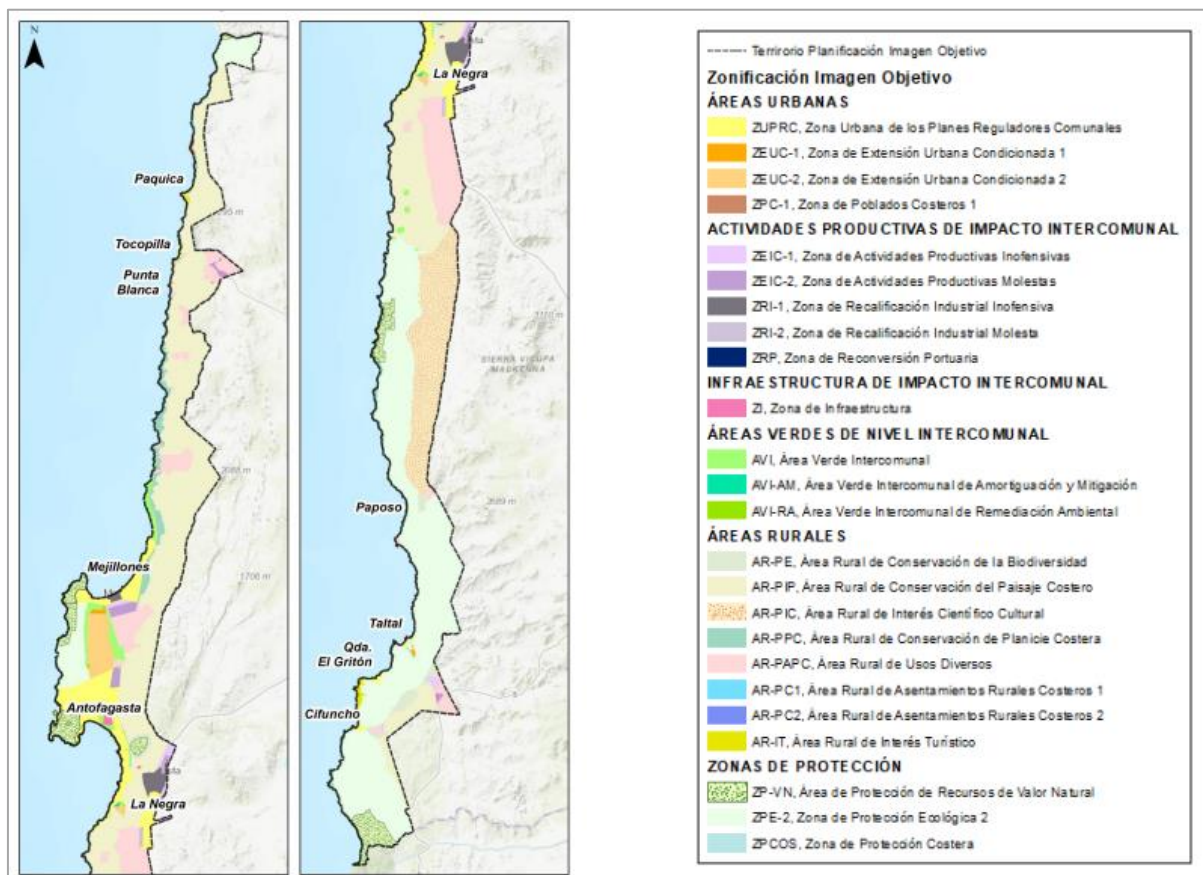 N
Paquica
Tocopilla
Punta
Blanca
Mejillones
Antofagasta
La Negra
1700 m
La Negra
SIERRA VICUÑA
MACKENNA
Paposo
Taltal
Qda.
El Gritón
Cifuncho
Terrirorio Planificación Imagen Objetivo
Zonificación Imagen Objetivo
ÁREAS URBANAS
ZUPRC, Zona Urbana de los Planes Reguladores Comunales
ZEUC-1, Zona de Extensión Urbana Condicionada 1
ZEUC-2, Zona de Extensión Urbana Condicionada 2
ZPC-1, Zona de Poblados Costeros 1
ACTIVIDADES PRODUCTIVAS DE IMPACTO INTERCOMUNAL
ZEIC-1, Zona de Actividades Productivas Inofensivas
ZEIC-2, Zona de Actividades Productivas Molestas
ZRI-1, Zona de Recalificación Industrial Inofensiva
ZRI-2, Zona de Recalificación Industrial Molesta
ZRP, Zona de Reconversión Portuaria
INFRAESTRUCTURA DE IMPACTO INTERCOMUNAL
ZI, Zona de Infraestructura
ÁREAS VERDES DE NIVEL INTERCOMUNAL
AVI, Área Verde Intercomunal
AVI-AM, Área Verde Intercomunal de Amortiguación y Mitigación
AVI-RA, Área Verde Intercomunal de Remediación Ambiental
ÁREAS RURALES
AR-PE, Área Rural de Conservación de la Biodiversidad
AR-PIP, Área Rural de Conservación del Paisaje Costero
AR-PIC, Área Rural de Interés Científico Cultural
AR-PPC, Área Rural de Conservación de Planicie Costera
AR-PAPC, Área Rural de Usos Diversos
AR-PC1, Área Rural de Asentamientos Rurales Costeros 1
AR-PC2, Área Rural de Asentamientos Rurales Costeros 2
AR-IT, Área Rural de Interés Turístico
ZONAS DE PROTECCIÓN
ZP-VN, Área de Protección de Recursos de Valor Natural
ZPE-2, Zona de Protección Ecológica 2
ZPCOS, Zona de Protección Costera